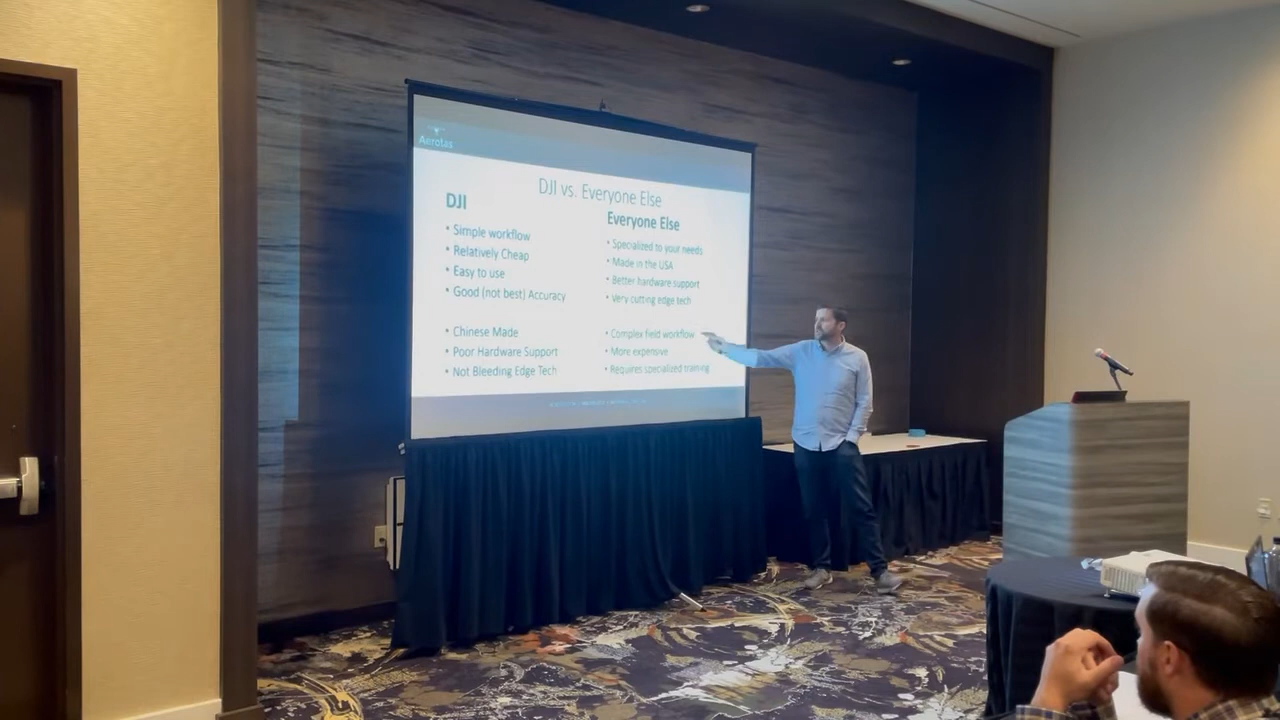 Aerotas
DJI vs. Everyone Else
DJI
• Simple workflow
• Relatively Cheap
• Easy to use
• Good (not best) Accuracy
• Chinese Made
• Poor Hardware Support
• Not Bleeding Edge Tech
Everyone Else
• Specialized to your needs
• Made in the USA
• Better hardware support
• Very cutting edge tech
• Complex field workflow
• More expensive
• Requires specialized training